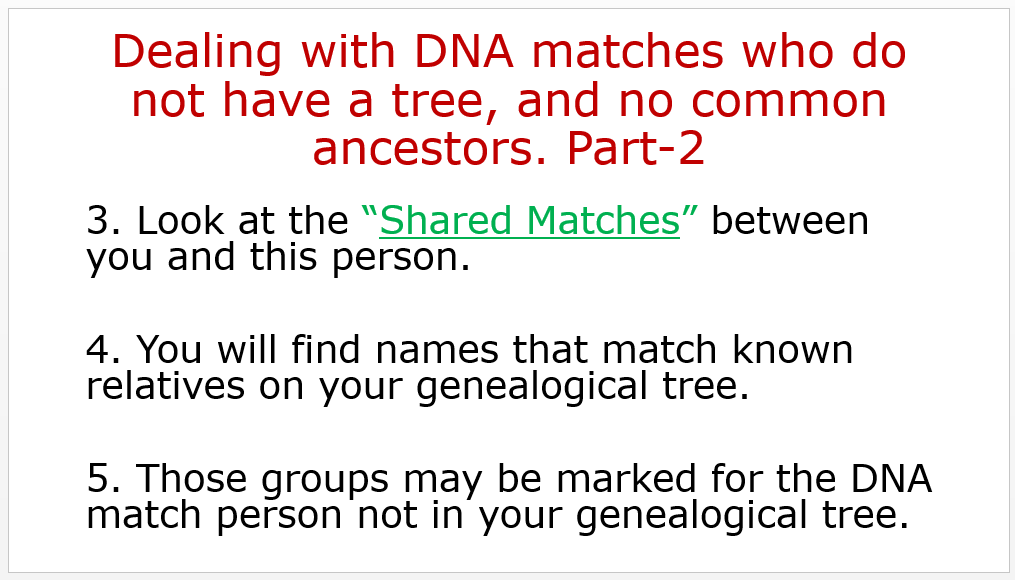 Dealing with DNA matches who do
not have a tree, and no common
ancestors. Part-2
3. Look at the “Shared Matches” between
you and this person.
4. You will find names that match known
relatives on your genealogical tree.
5. Those groups may be marked for the DNA
match person not in your genealogical tree.